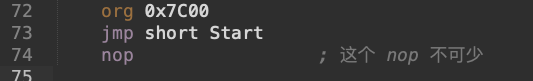 72 org 0x7C00
73 jmp short Start
74 nop ; 这个 nop 不可少
75